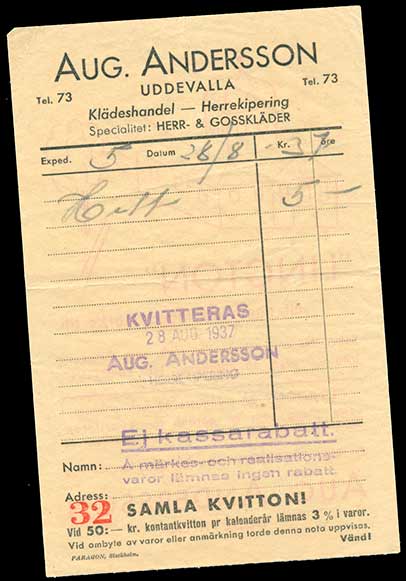 AUG. ANDERSSON
UDDEVALLA
Tel. 73
Tel. 73
Klädeshandel — Herrekipering
Specialitet: HERR- & GOSSKLÄDER
Exped. 5 Datum 28/8 - Kr. 37 öre
Hatt 5 -
KVITTERAS
28 AUG 1937
AUG. ANDERSSON
Ej kassarabatt.
Namn:
Å märkes- och realisations-
varor lämnas ingen rabatt.
Adress:
32 SAMLA KVITTON!
Vid 50:— kr. kontantkvitton pr kalenderår lämnas 3 % i varor.
Vid ombyte av varor eller anmärkning torde denna nota uppvisas.
Vänd!
PARAGON, Stockholm.